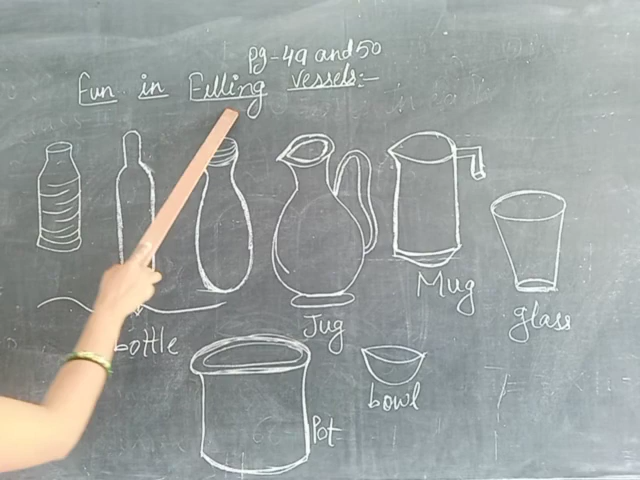 pg-49 and 50
Fun in Filling vessels:-
bottle
Jug
Mug
glass
Pot
bowl